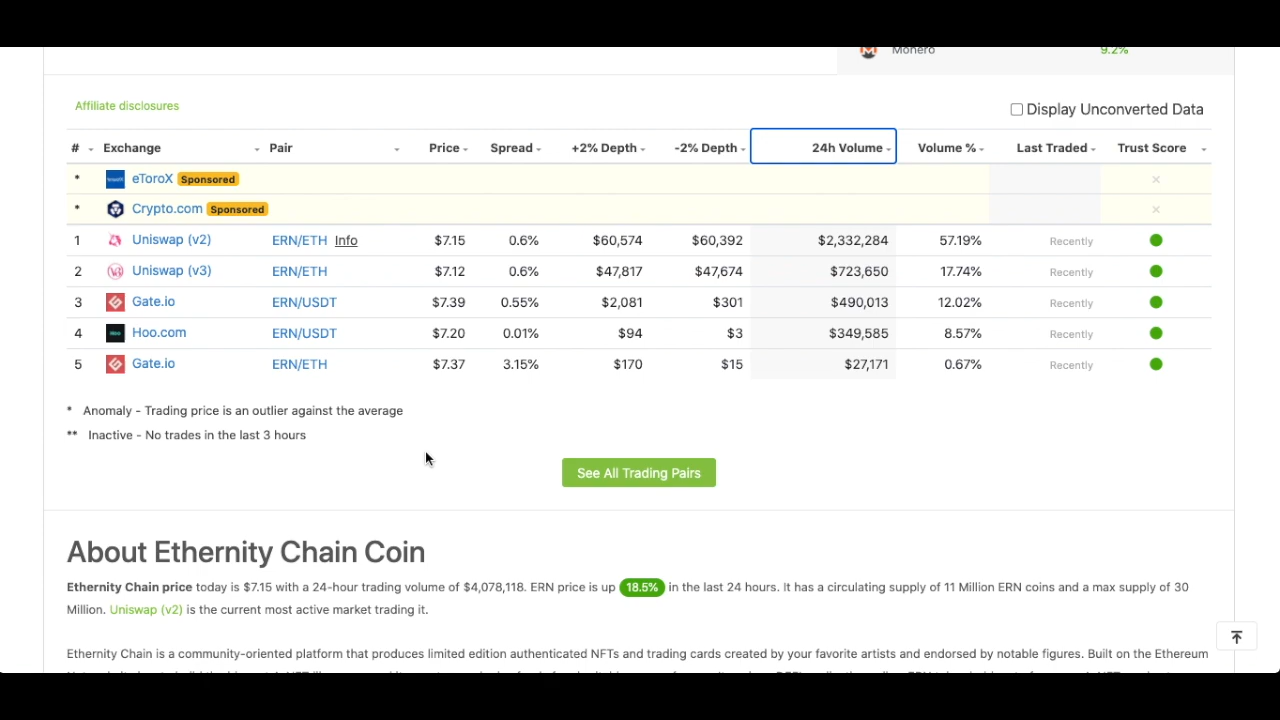 Monero 9.2%
Affiliate disclosures
Display Unconverted Data
# Exchange Pair Price Spread +2% Depth -2% Depth 24h Volume Volume % Last Traded Trust Score
* eToroX Sponsored
* Crypto.com Sponsored
1 Uniswap (v2) ERN/ETH Info $7.15 0.6% $60,574 $60,392 $2,332,284 57.19% Recently
2 Uniswap (v3) ERN/ETH $7.12 0.6% $47,817 $47,674 $723,650 17.74% Recently
3 Gate.io ERN/USDT $7.39 0.55% $2,081 $301 $490,013 12.02% Recently
4 Hoo.com ERN/USDT $7.20 0.01% $94 $3 $349,585 8.57% Recently
5 Gate.io ERN/ETH $7.37 3.15% $170 $15 $27,171 0.67% Recently
* Anomaly - Trading price is an outlier against the average
** Inactive - No trades in the last 3 hours
See All Trading Pairs
About Ethernity Chain Coin
Ethernity Chain price today is $7.15 with a 24-hour trading volume of $4,078,118. ERN price is up 18.5% in the last 24 hours. It has a circulating supply of 11 Million ERN coins and a max supply of 30
Million. Uniswap (v2) is the current most active market trading it.
Ethernity Chain is a community-oriented platform that produces limited edition authenticated NFTs and trading cards created by your favorite artists and endorsed by notable figures. Built on the Ethereum